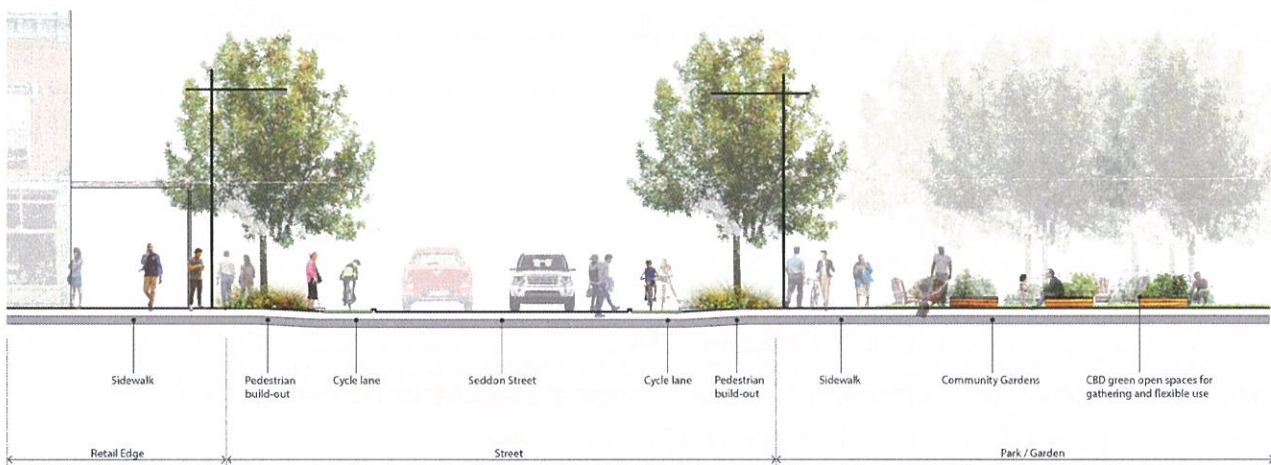 Sidewalk
Pedestrian
build-out
Cycle lane
Seddon Street
Cycle lane
Pedestrian
build-out
Sidewalk
Community Gardens
CBD green open spaces for
gathering and flexible use
Retail Edge
Street
Park / Garden